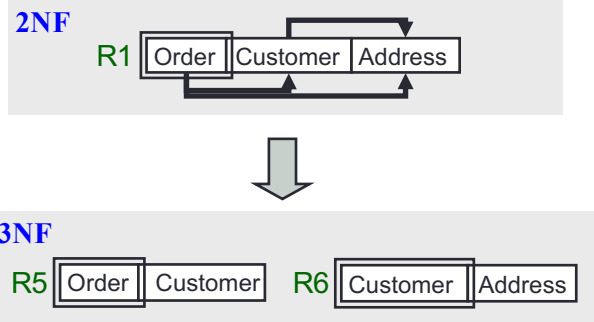 2NF
R1 Order Customer Address
3NF
R5 Order Customer R6 Customer Address